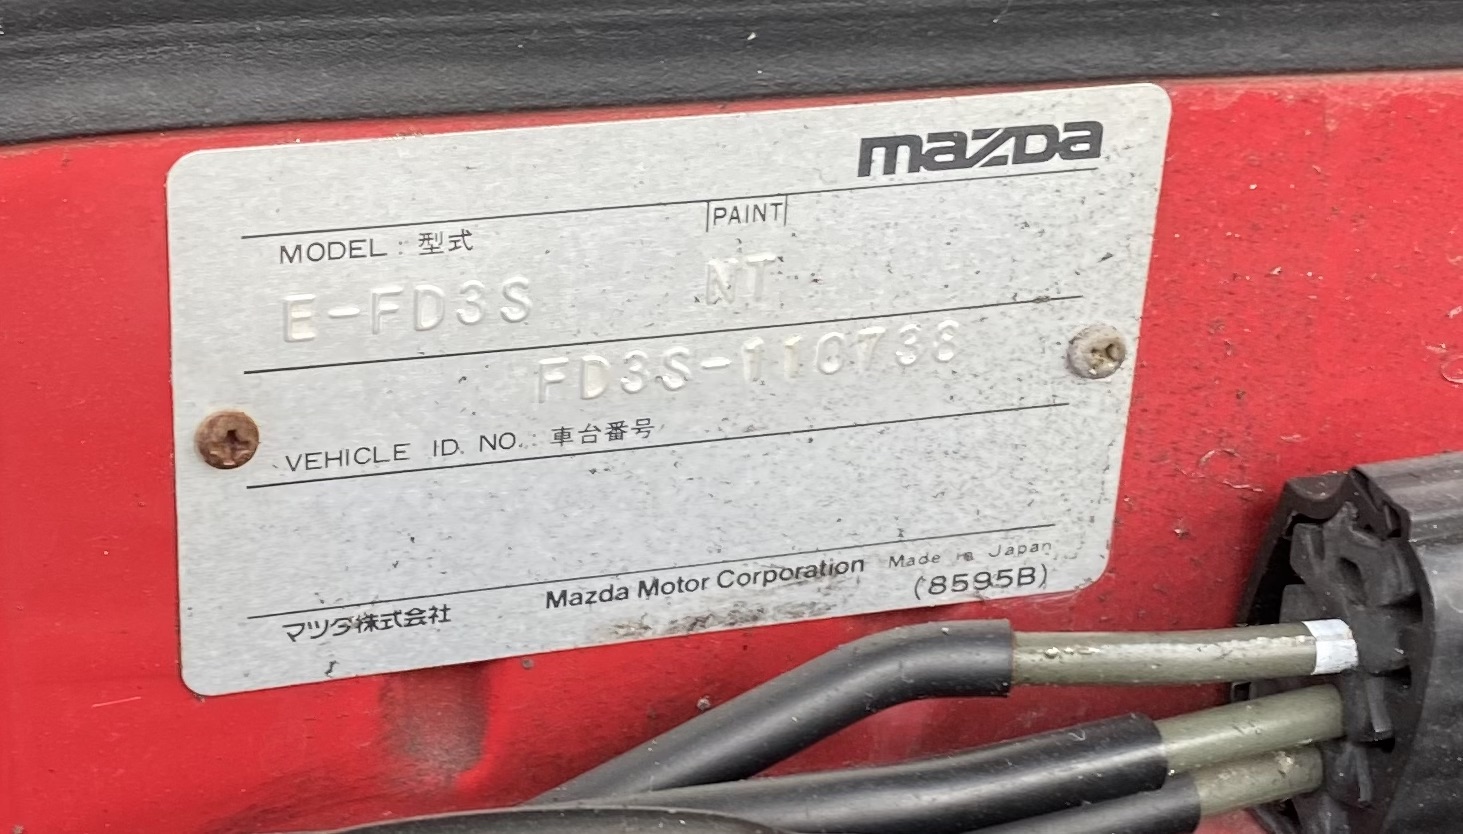 mazda
PAINT
MODEL : 型式
E-FD3S NT
FD3S-110738
VEHICLE ID. NO. : 車台番号
マツダ株式会社 Mazda Motor Corporation Made in Japan
(8595B)